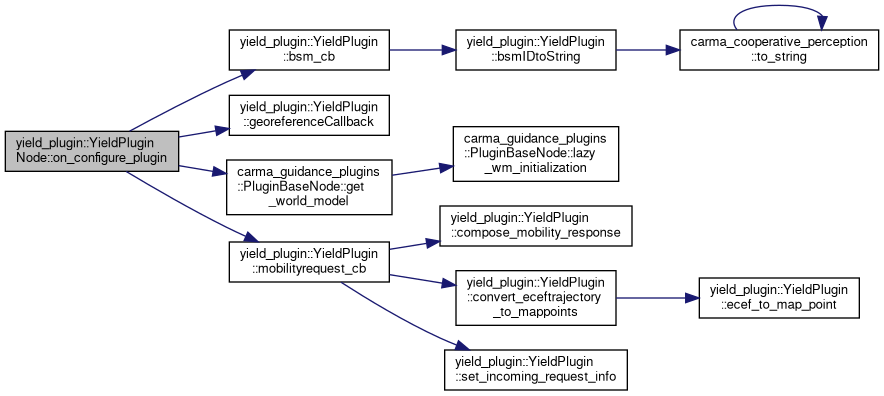 yield_plugin::YieldPlugin
Node::on_configure_plugin
yield_plugin::YieldPlugin
::bsm_cb
yield_plugin::YieldPlugin
::bsmIDtoString
carma_cooperative_perception
::to_string
yield_plugin::YieldPlugin
::georeferenceCallback
carma_guidance_plugins
::PluginBaseNode::get
_world_model
carma_guidance_plugins
::PluginBaseNode::lazy
_wm_initialization
yield_plugin::YieldPlugin
::mobilityrequest_cb
yield_plugin::YieldPlugin
::compose_mobility_response
yield_plugin::YieldPlugin
::convert_eceftrajectory
_to_mappoints
yield_plugin::YieldPlugin
::ecef_to_map_point
yield_plugin::YieldPlugin
::set_incoming_request_info